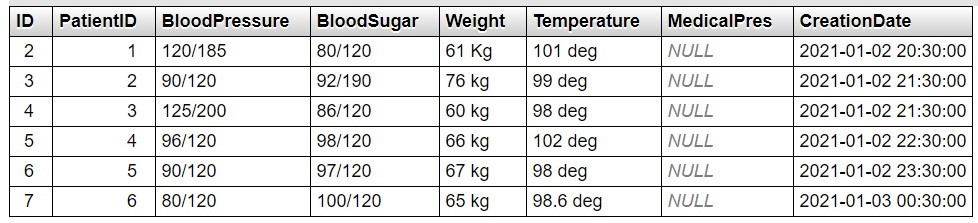 ID PatientID BloodPressure BloodSugar Weight Temperature MedicalPres CreationDate
2 1 120/185 80/120 61 Kg 101 deg NULL 2021-01-02 20:30:00
3 2 90/120 92/190 76 kg 99 deg NULL 2021-01-02 21:30:00
4 3 125/200 86/120 60 kg 98 deg NULL 2021-01-02 21:30:00
5 4 96/120 98/120 66 kg 102 deg NULL 2021-01-02 22:30:00
6 5 90/120 97/120 67 kg 98 deg NULL 2021-01-02 23:30:00
7 6 80/120 100/120 65 kg 98.6 deg NULL 2021-01-03 00:30:00